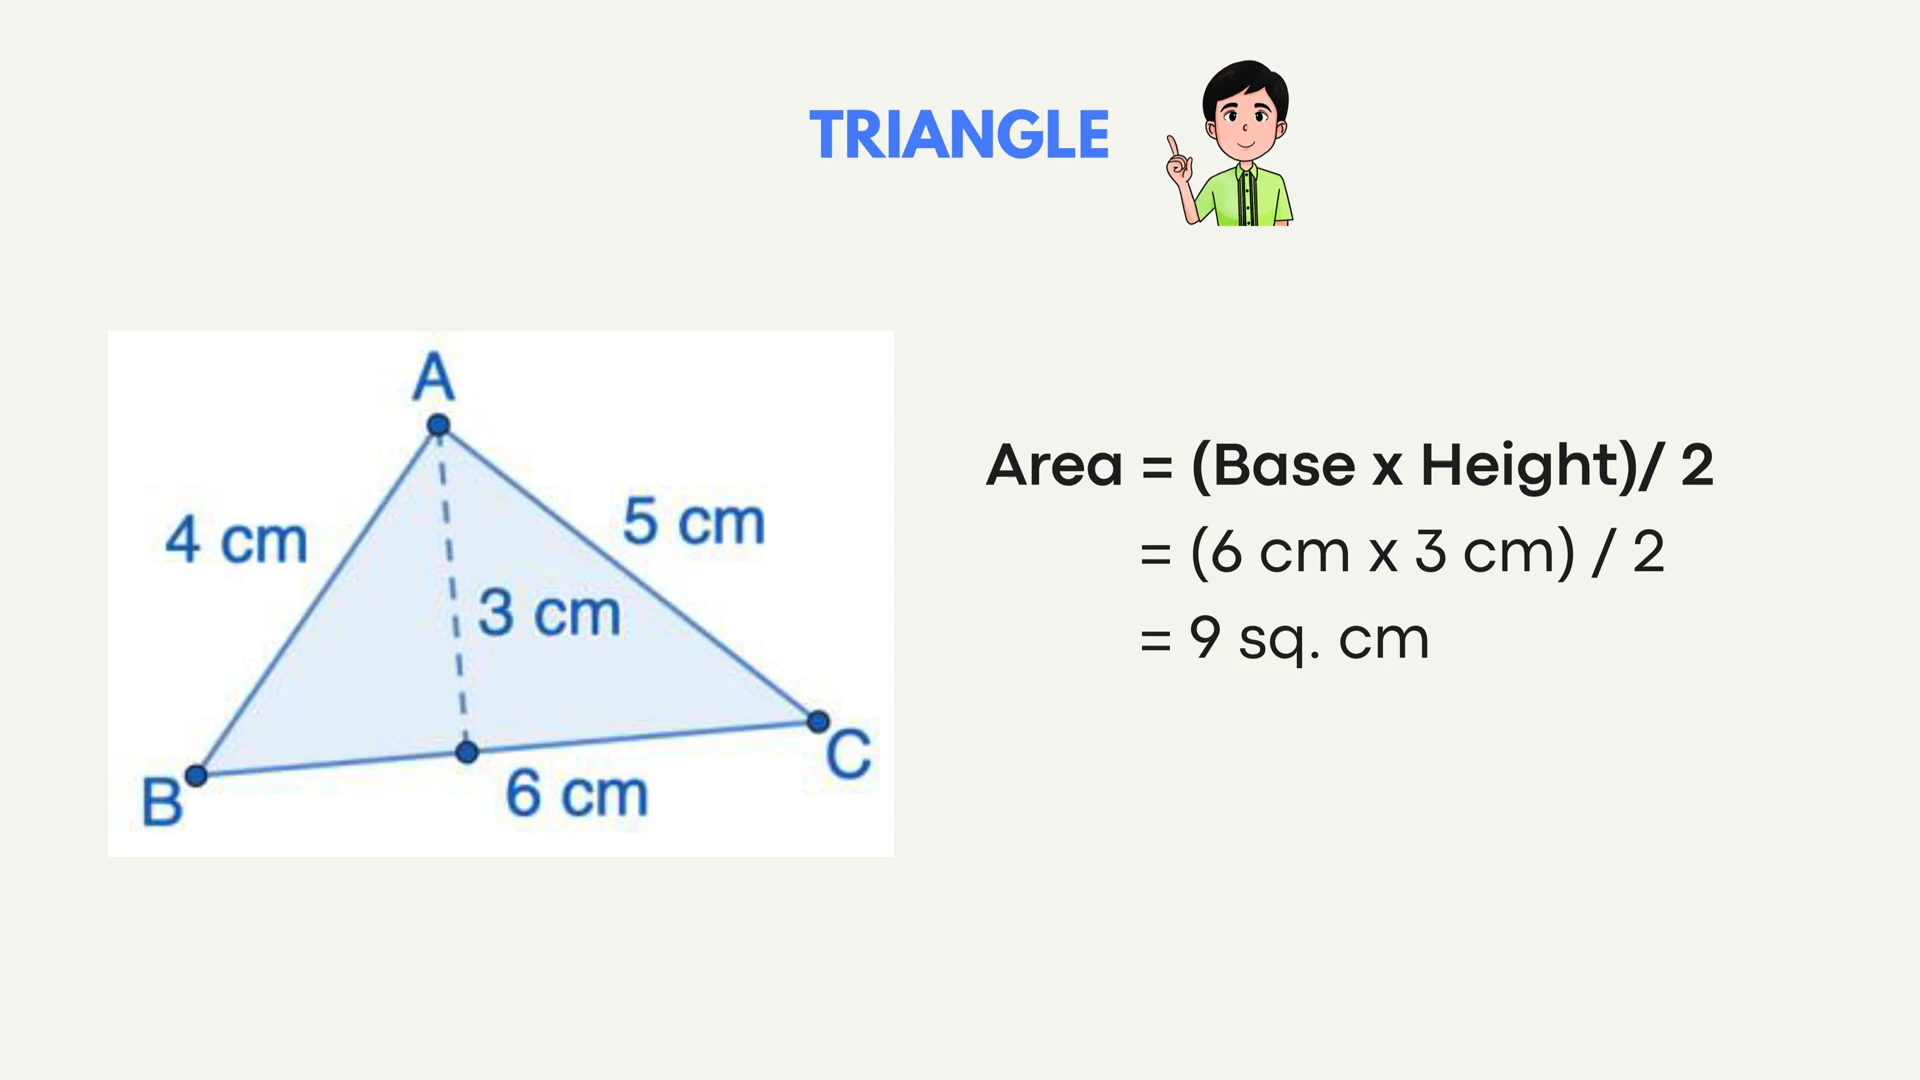 TRIANGLE
A
4 cm
5 cm
3 cm
B
6 cm
C
Area = (Base x Height)/ 2
= (6 cm x 3 cm) / 2
= 9 sq. cm